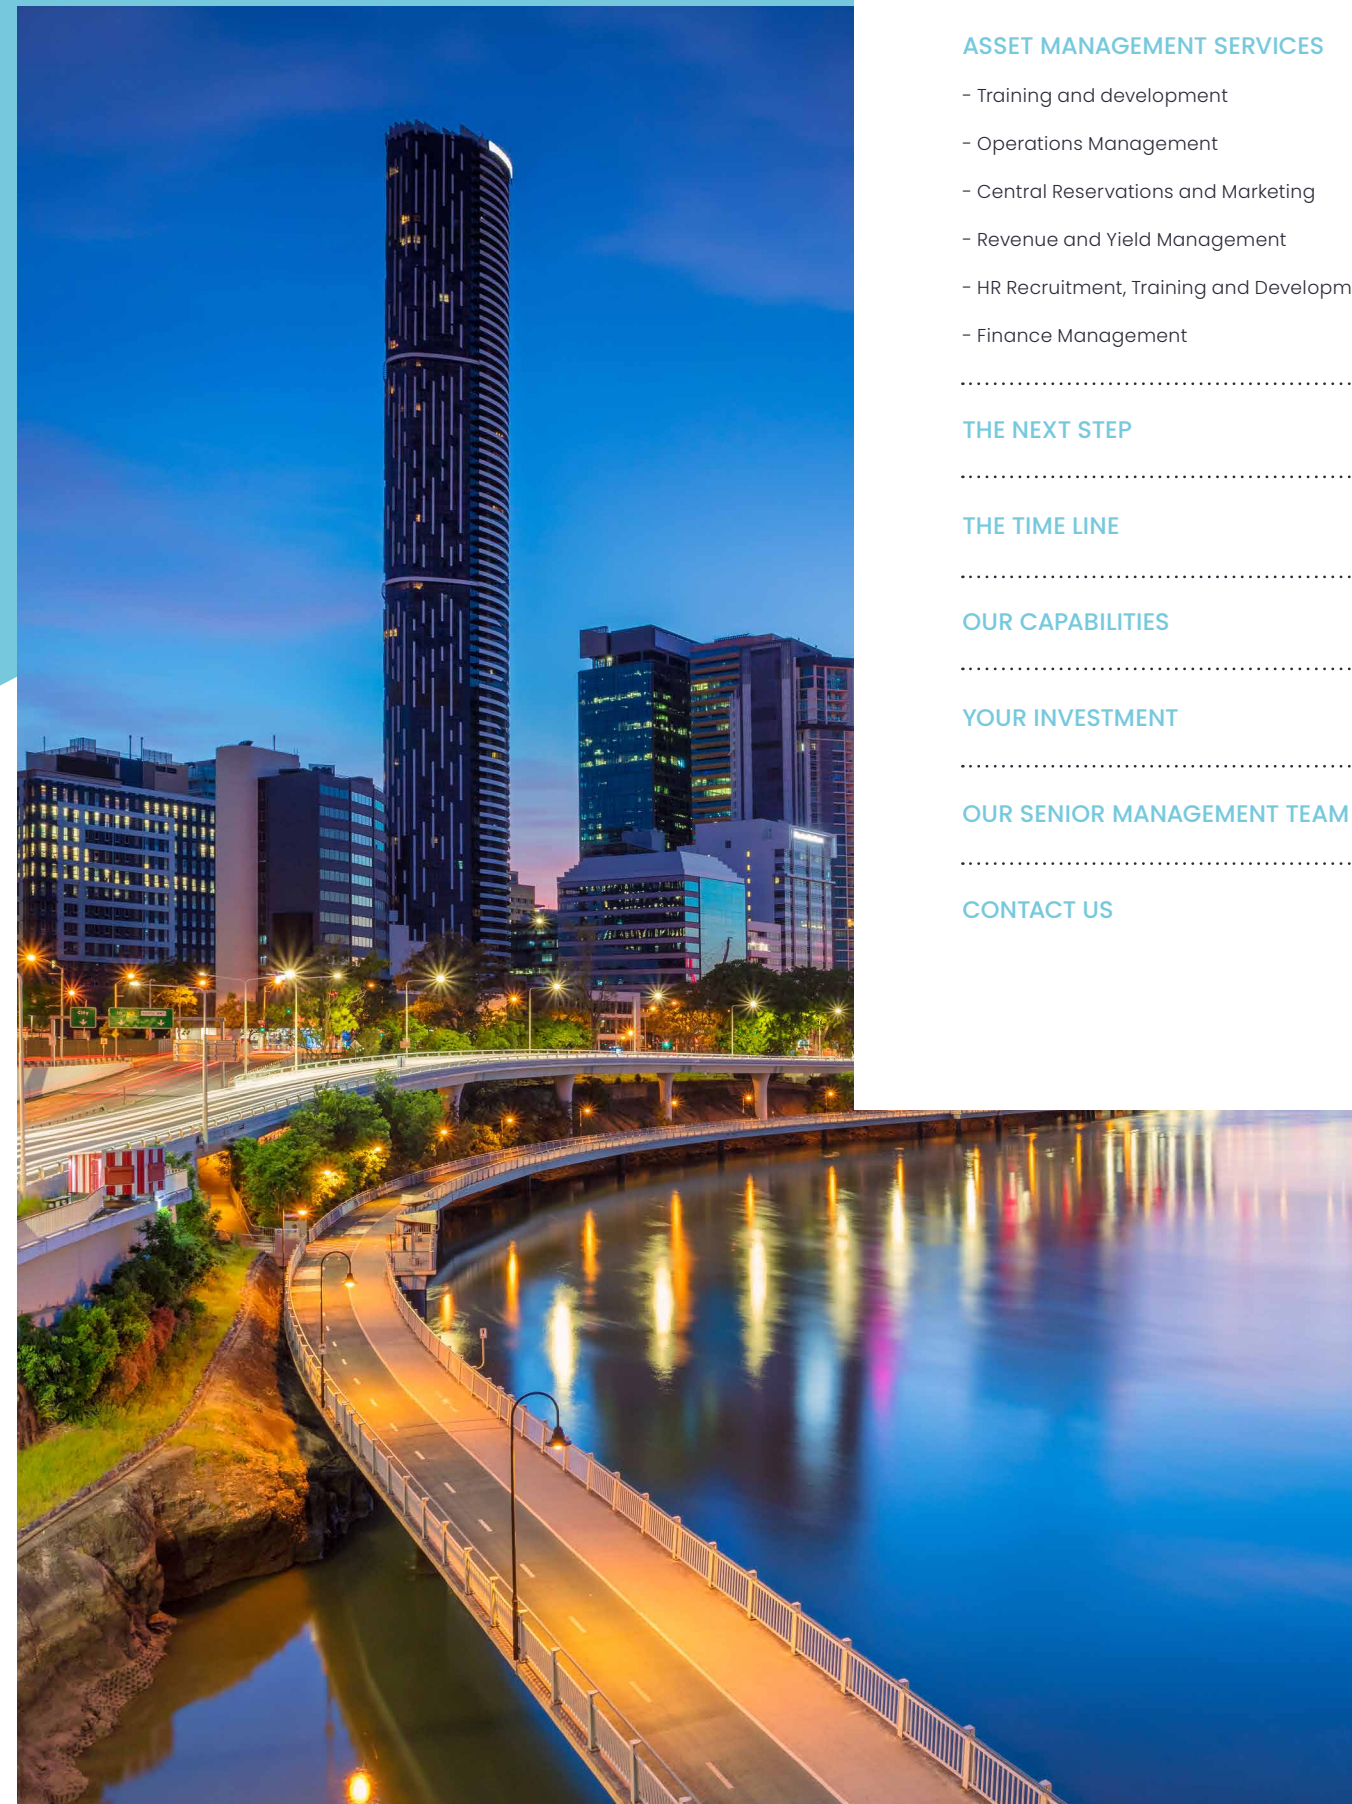 ASSET MANAGEMENT SERVICES
- Training and development
- Operations Management
- Central Reservations and Marketing
- Revenue and Yield Management
- HR Recruitment, Training and Developm
- Finance Management
THE NEXT STEP
THE TIME LINE
OUR CAPABILITIES
YOUR INVESTMENT
OUR SENIOR MANAGEMENT TEAM
CONTACT US
City